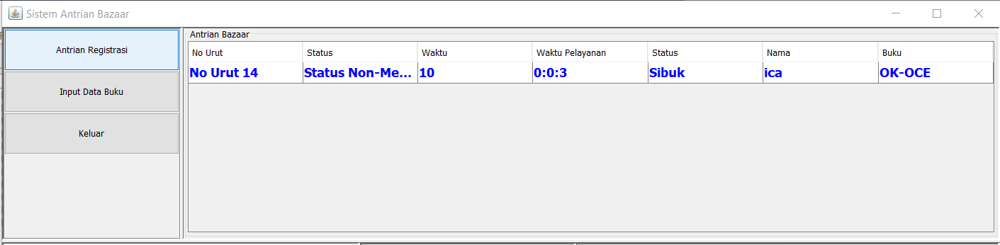 Sistem Antrian Bazaar
Antrian Registrasi
Input Data Buku
Keluar
Antrian Bazaar
No Urut Status Waktu Waktu Pelayanan Status Nama Buku
No Urut 14 Status Non-Me... 10 0:0:3 Sibuk ica OK-OCE